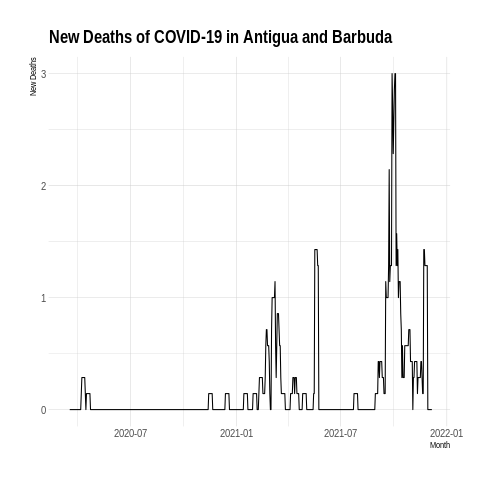 New Deaths of COVID-19 in Antigua and Barbuda
New Deaths
3
2
1
0
2020-07
2021-01
2021-07
2022-01
Month